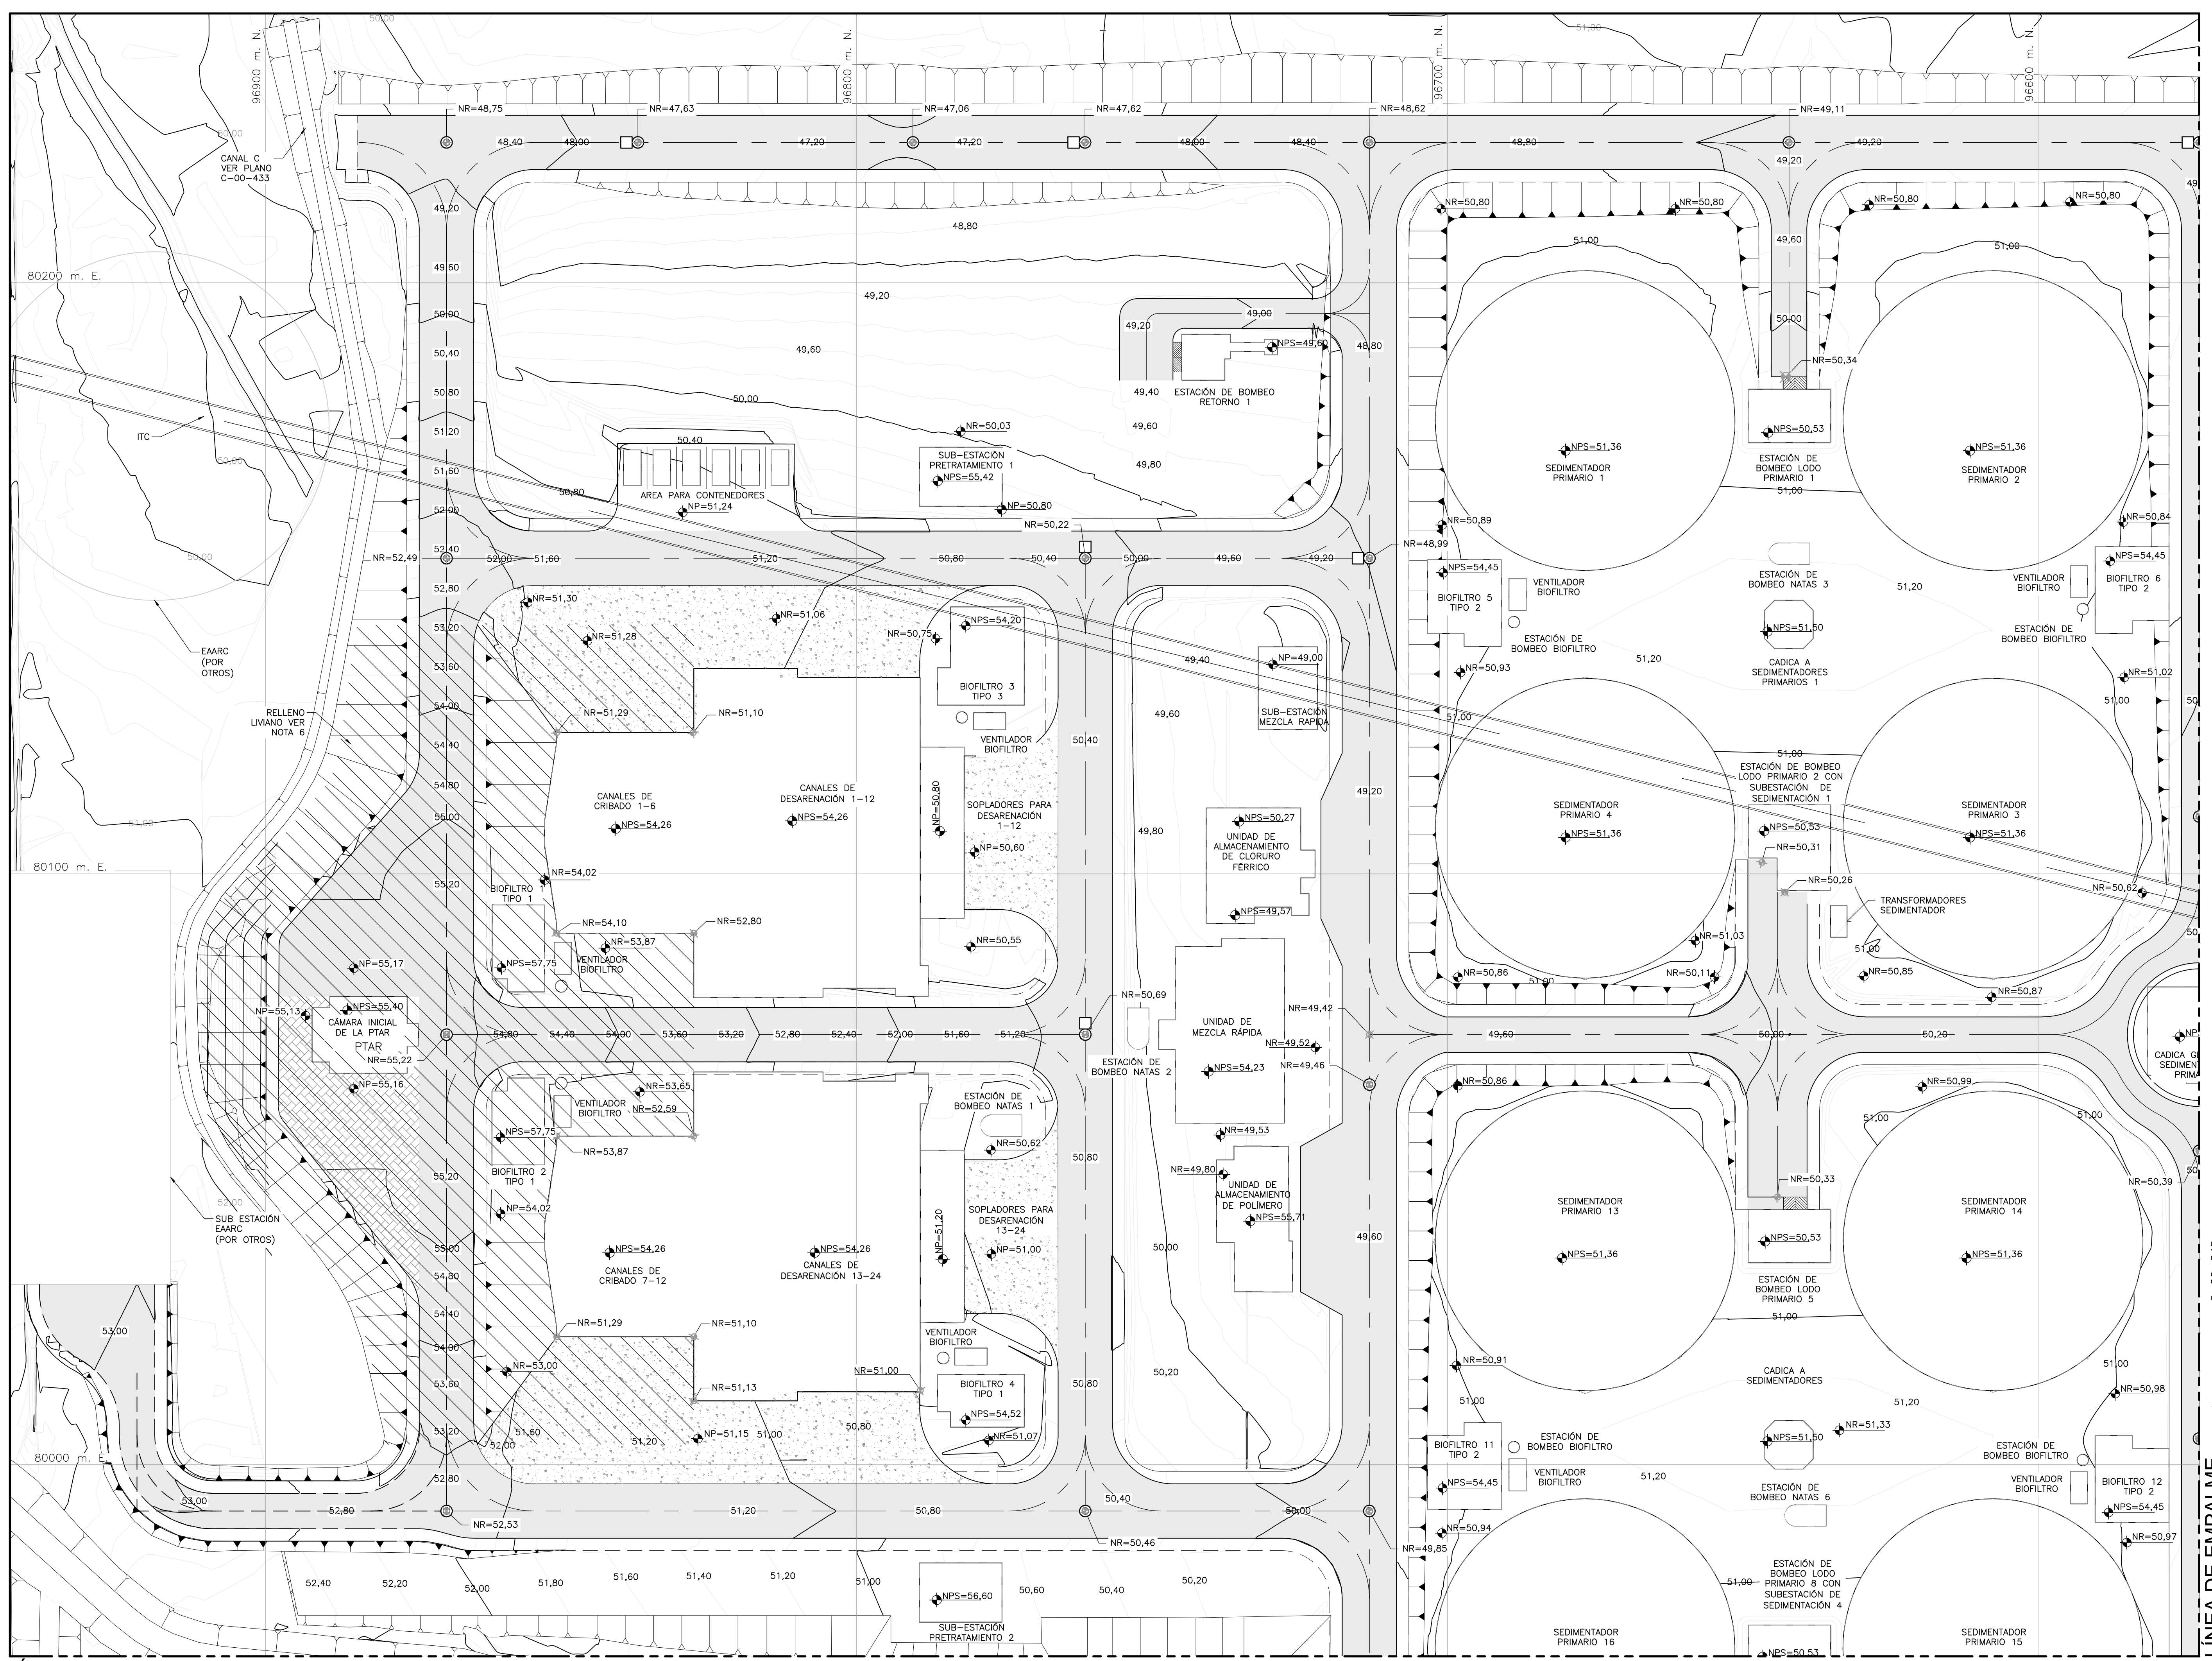 50,00
51,00
96900 m. N.
96800 m. N.
96700 m. N.
96600 m. N.
NR=48,75
NR=47,63
NR=47,06
NR=47,62
NR=48,62
NR=49,11
50,00
48,40
48,00
47,20
47,20
48,00
48,40
48,80
49,20
49,20
CANAL C
VER PLANO
C-00-433
49,20
48,80
NR=50,80
NR=50,80
NR=50,80
NR=50,80
49,60
51,00
51,00
80200 m. E.
49,60
49,20
50,00
49,00
49,20
50,00
50,40
49,60
NPS=49,60
48,80
NR=50,34
50,80
50,00
49,40
ESTACIÓN DE BOMBEO
RETORNO 1
ITC
51,20
50,40
NR=50,03
49,60
NPS=50,53
50,00
51,60
SUB-ESTACIÓN
PRETRATAMIENTO 1
NPS=55,42
49,80
NPS=51,36
SEDIMENTADOR
PRIMARIO 1
ESTACIÓN DE
BOMBEO LODO
PRIMARIO 1
51,00
NPS=51,36
SEDIMENTADOR
PRIMARIO 2
50,80
AREA PARA CONTENEDORES
NP=51,24
52,00
NP=50,80
NR=50,22
NR=50,89
NR=50,84
50,00
NR=52,49
52,40
52,00
51,60
51,20
50,80
50,40
50,00
49,60
49,20
NR=48,99
NPS=54,45
BIOFILTRO 5
TIPO 2
VENTILADOR
BIOFILTRO
ESTACIÓN DE
BOMBEO BIOFILTRO
ESTACIÓN DE
BOMBEO NATAS 3
51,20
VENTILADOR
BIOFILTRO
NPS=54,45
BIOFILTRO 6
TIPO 2
ESTACIÓN DE
BOMBEO BIOFILTRO
52,80
NR=51,30
NR=51,06
53,20
NR=51,28
NR=50,75
NPS=54,20
BIOFILTRO 3
TIPO 3
EAARC
(POR
OTROS)
53,60
49,40
NP=49,00
NR=50,93
51,20
NPS=51,50
CADICA A
SEDIMENTADORES
PRIMARIOS 1
NR=51,02
51,00
54,00
RELLENO
LIVIANO VER
NOTA 6
NR=51,29
NR=51,10
49,60
SUB-ESTACIÓN
MEZCLA RAPIDA
51,00
VENTILADOR
BIOFILTRO
50,40
54,40
51,00
ESTACIÓN DE BOMBEO
LODO PRIMARIO 2 CON
SUBESTACIÓN DE
SEDIMENTACIÓN 1
54,80
CANALES DE
CRIBADO 1-6
NPS=54,26
CANALES DE
DESARENACIÓN 1-12
NPS=54,26
NP=50,80
SOPLADORES PARA
DESARENACIÓN
1-12
NP=50,60
49,20
49,80
NPS=50,27
UNIDAD DE
ALMACENAMIENTO
DE CLORURO
FÉRRICO
SEDIMENTADOR
PRIMARIO 4
NPS=51,36
NPS=50,53
NR=50,31
SEDIMENTADOR
PRIMARIO 3
NPS=51,36
51,00
55,00
80100 m. E.
NR=54,02
BIOFILTRO 1
TIPO 1
55,20
NR=50,26
NR=50,62
TRANSFORMADORES
SEDIMENTADOR
NR=54,10
NR=52,80
NPS=49,57
NR=53,87
VENTILADOR
BIOFILTRO
NR=50,55
NR=51,03
51,00
NP=55,17
NPS=57,75
NR=50,86
51,00
NR=50,11
NR=50,85
NR=50,87
NPS=55,40
NP=55,13
CÁMARA INICIAL
DE LA PTAR
PTAR
NR=55,22
NP=55,16
54,80
54,40
54,00
53,60
53,20
52,80
52,40
52,00
51,60
51,20
NR=50,69
NR=49,42
UNIDAD DE
MEZCLA RÁPIDA
NR=49,52
NR=49,46
NPS=54,23
ESTACIÓN DE
BOMBEO NATAS 2
49,60
50,00
50,20
NR=53,65
VENTILADOR
BIOFILTRO
NR=52,59
ESTACIÓN DE
BOMBEO NATAS 1
NR=50,62
NR=50,86
NR=50,99
51,00
51,00
NPS=57,75
NR=53,87
NR=49,53
BIOFILTRO 2
TIPO 1
55,20
50,80
NR=49,80
UNIDAD DE
ALMACENAMIENTO
DE POLÍMERO
NPS=55,71
NR=50,33
NR=50,39
52,00
SUB ESTACIÓN
EAARC
(POR OTROS)
NP=54,02
SOPLADORES PARA
DESARENACIÓN
13-24
NP=51,00
NP=51,20
SEDIMENTADOR
PRIMARIO 13
NPS=51,36
SEDIMENTADOR
PRIMARIO 14
NPS=51,36
55,00
NPS=54,26
CANALES DE
CRIBADO 7-12
NPS=54,26
CANALES DE
DESARENACIÓN 13-24
50,00
49,60
NPS=50,53
ESTACIÓN DE
BOMBEO LODO
PRIMARIO 5
54,80
54,40
53,00
NR=51,29
NR=51,10
VENTILADOR
BIOFILTRO
51,00
54,00
NR=53,00
NR=51,00
50,20
NR=50,91
CADICA A
SEDIMENTADORES
51,00
53,60
NR=51,13
BIOFILTRO 4
TIPO 1
NPS=54,52
50,80
51,00
51,20
NR=50,98
53,20
51,60
52,00
51,20
NP=51,15
51,00
50,80
NR=51,07
NR=51,33
NPS=51,50
BIOFILTRO 11
TIPO 2
ESTACIÓN DE
BOMBEO BIOFILTRO
VENTILADOR
BIOFILTRO
ESTACIÓN DE
BOMBEO BIOFILTRO
80000 m. E.
52,80
51,20
NPS=54,45
ESTACIÓN DE
BOMBEO NATAS 6
VENTILADOR
BIOFILTRO
BIOFILTRO 12
TIPO 2
NPS=54,45
53,00
52,80
NR=52,53
51,20
50,80
50,40
50,00
NR=50,46
NR=49,85
NR=50,94
NR=50,97
52,40
52,20
52,00
51,80
51,60
51,40
51,20
51,00
NPS=56,60
50,60
50,40
50,20
51,00
ESTACIÓN DE
BOMBEO LODO
PRIMARIO 8 CON
SUBESTACIÓN DE
SEDIMENTACIÓN 4
SUB-ESTACIÓN
PRETRATAMIENTO 2
SEDIMENTADOR
PRIMARIO 16
SEDIMENTADOR
PRIMARIO 15
NPS=50,53
LÍNEA DE EMPALME